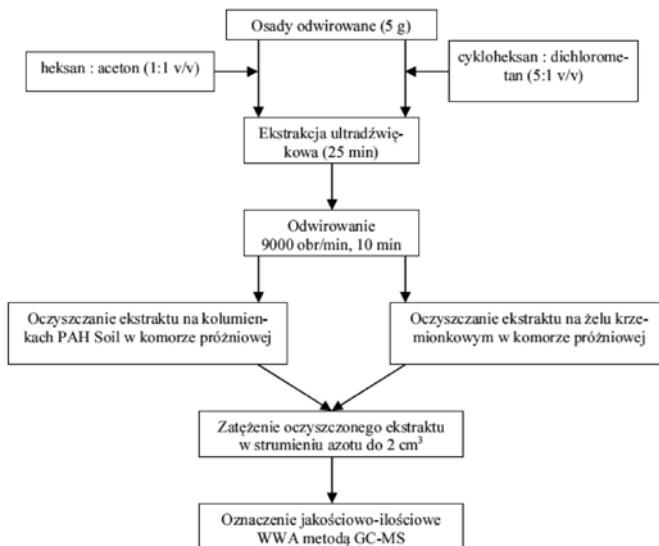 Osady odwirowane (5 g)
heksan : aceton (1:1 v/v)
cykloheksan : dichlorome-
tan (5:1 v/v)
Ekstrakcja ultradźwię-
kowa (25 min)
Odwirowanie
9000 obr/min, 10 min
Oczyszczanie ekstraktu na kolumien-
kach PAH Soil w komorze próżniowej
Oczyszczanie ekstraktu na żelu krze-
mionkowym w komorze próżniowej
Zatężenie oczyszczonego ekstraktu
w strumieniu azotu do 2 cm³
Oznaczenie jakościowo-ilościowe
WWA metodą GC-MS